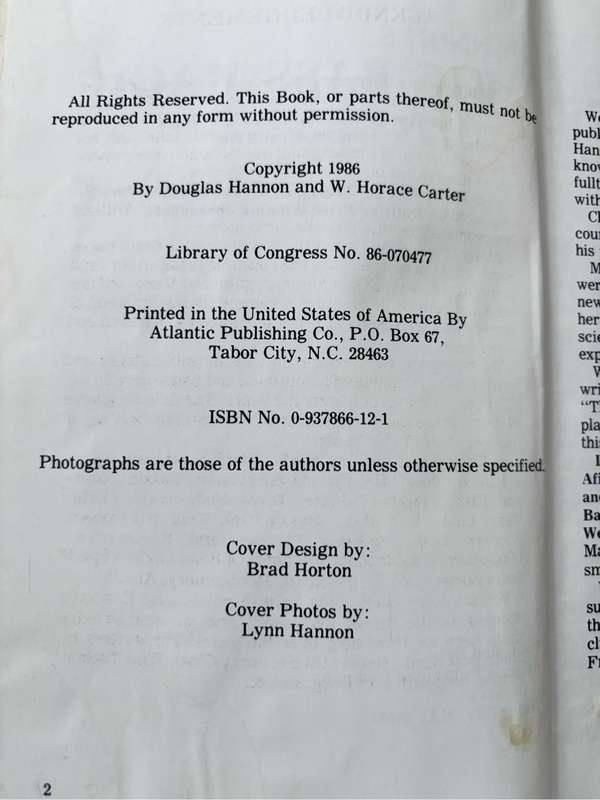 All Rights Reserved. This Book, or parts thereof, must not be
reproduced in any form without permission.
Copyright 1986
By Douglas Hannon and W. Horace Carter
Library of Congress No. 86-070477
Printed in the United States of America By
Atlantic Publishing Co., P.O. Box 67,
Tabor City, N.C. 28463
ISBN No. 0-937866-12-1
Photographs are those of the authors unless otherwise specified.
Cover Design by:
Brad Horton
Cover Photos by:
Lynn Hannon
2